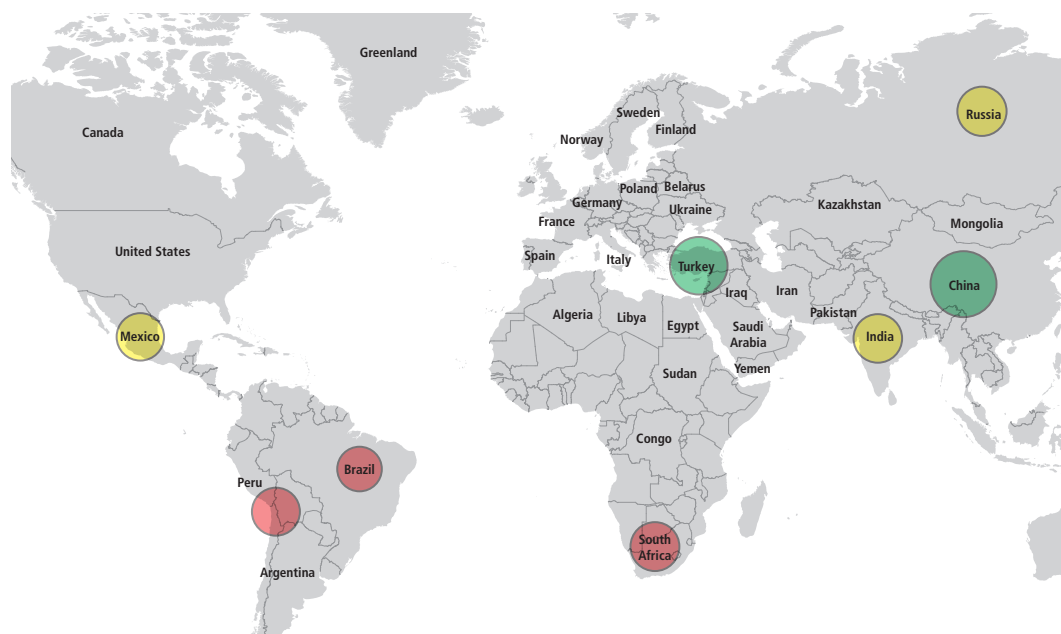 Greenland
Canada
Sweden
Finland
Norway
Russia
Poland
Belarus
Germany
Ukraine
France
Kazakhstan
Mongolia
United States
Spain
Italy
Turkey
China
Iraq
Iran
Algeria
Libya
Egypt
Pakistan
Saudi
Arabia
Mexico
India
Yemen
Sudan
Congo
Brazil
Peru
South
Africa
Argentina